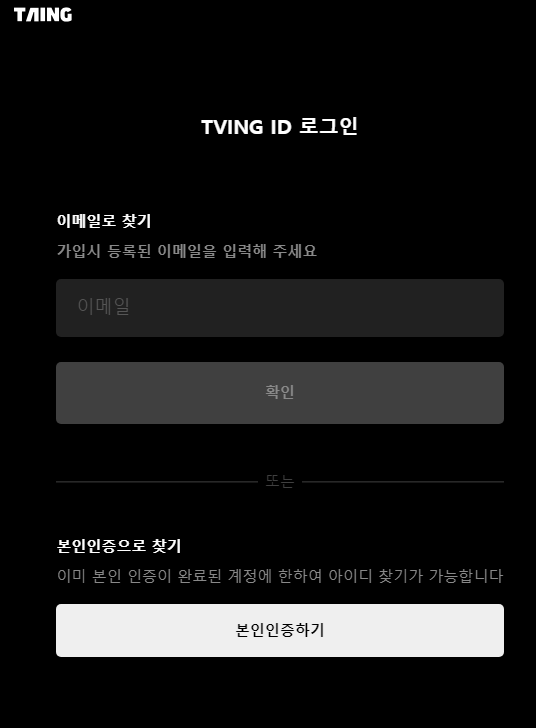 TAING
TVING ID 로그인
이메일로 찾기
가입시 등록된 이메일을 입력해 주세요
이메일
확인
또는
본인인증으로 찾기
이미 본인 인증이 완료된 계정에 한하여 아이디 찾기가 가능합니다
본인인증하기